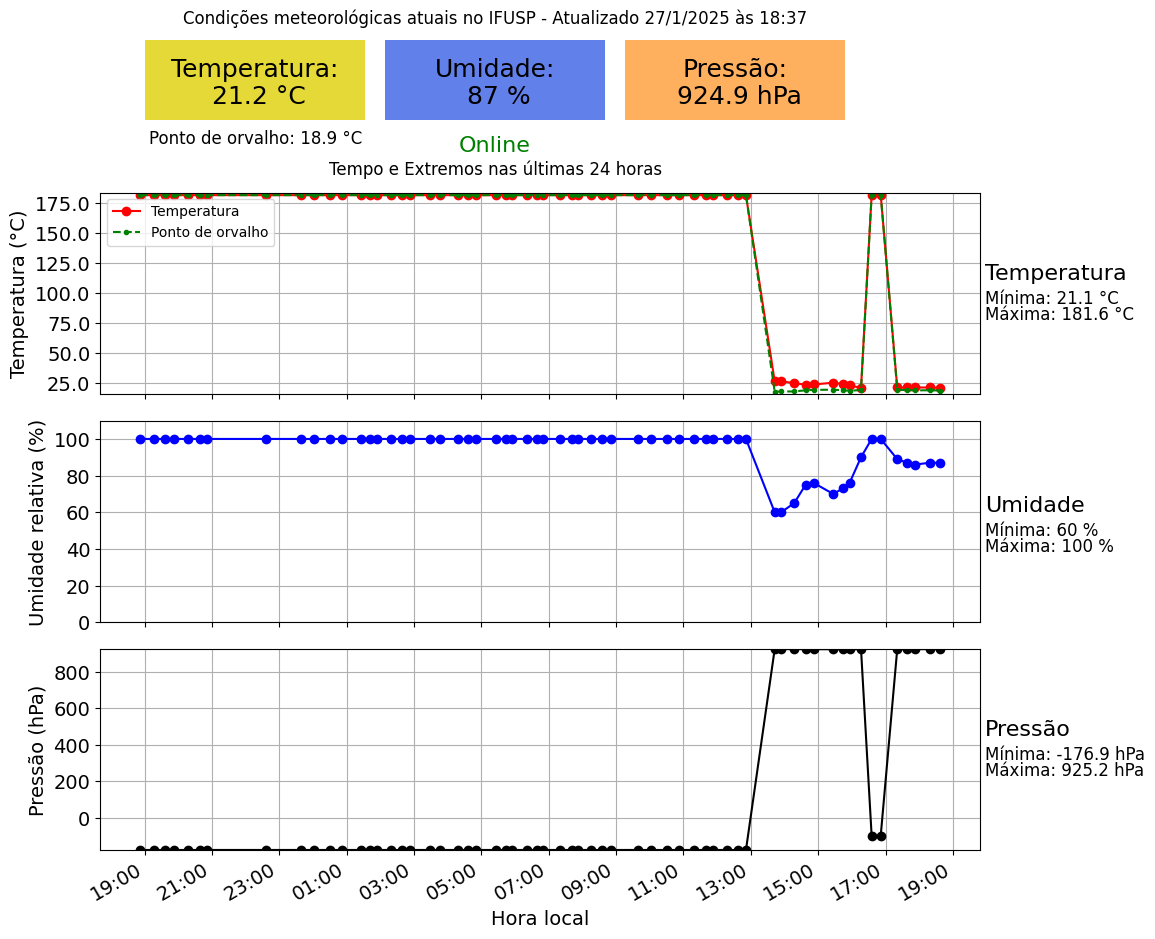 Condições meteorológicas atuais no IFUSP - Atualizado 27/1/2025 às 18:37
Temperatura:
21.2 °C
Umidade:
87 %
Pressão:
924.9 hPa
Ponto de orvalho: 18.9 °C
Online
Tempo e Extremos nas últimas 24 horas
Temperatura (°C)
175.0
150.0
125.0
100.0
75.0
50.0
25.0
Temperatura
Ponto de orvalho
Temperatura
Mínima: 21.1 °C
Máxima: 181.6 °C
Umidade relativa (%)
100
80
60
40
20
0
Umidade
Mínima: 60 %
Máxima: 100 %
Pressão (hPa)
800
600
400
200
0
Pressão
Mínima: -176.9 hPa
Máxima: 925.2 hPa
19:00 21:00 23:00 01:00 03:00 05:00 07:00 09:00 11:00 13:00 15:00 17:00 19:00
Hora local